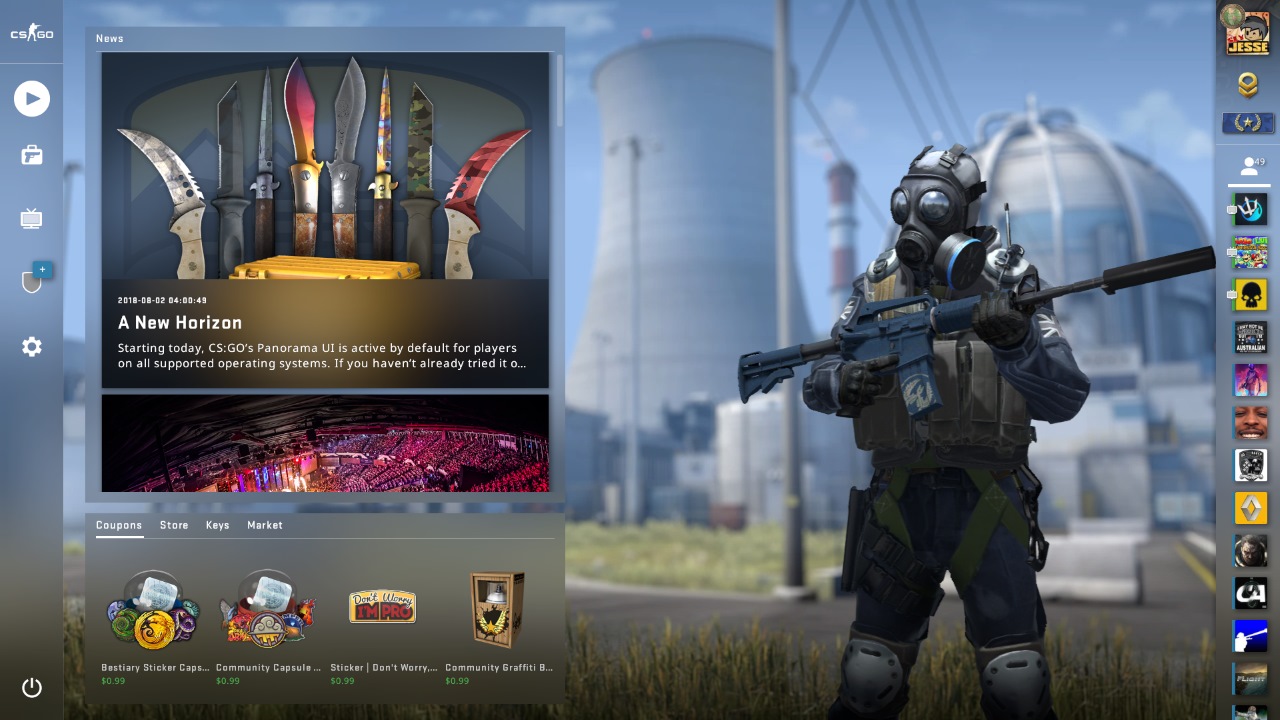 CS GO
News
2018-08-02 04:00:49
A New Horizon
Starting today, CS:GO's Panorama UI is active by default for players
on all supported operating systems. If you haven't already tried it o...
Coupons Store Keys Market
Don't Worry
I'M PRO
Bestiary Sticker Caps... Community Capsule ... Sticker | Don't Worry,... Community Graffiti B...
$0.99 $0.99 $0.99 $0.99
JESSE
49
AUSTRALIAN
FLIGHT